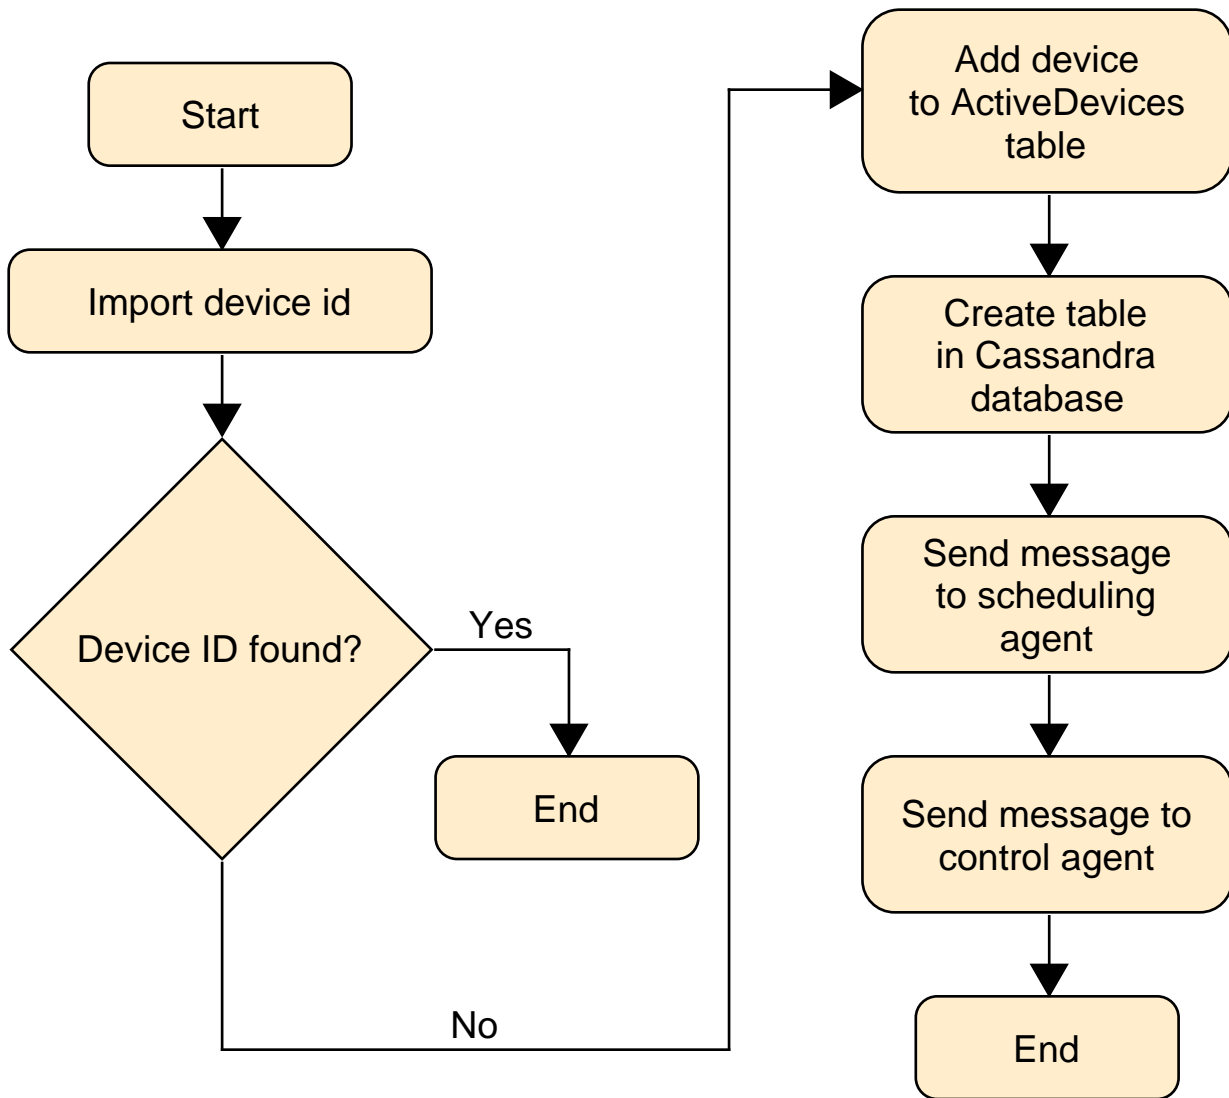 Start
Import device id
Device ID found?
Yes
End
No
Add device
to ActiveDevices
table
Create table
in Cassandra
database
Send message
to scheduling
agent
Send message to
control agent
End